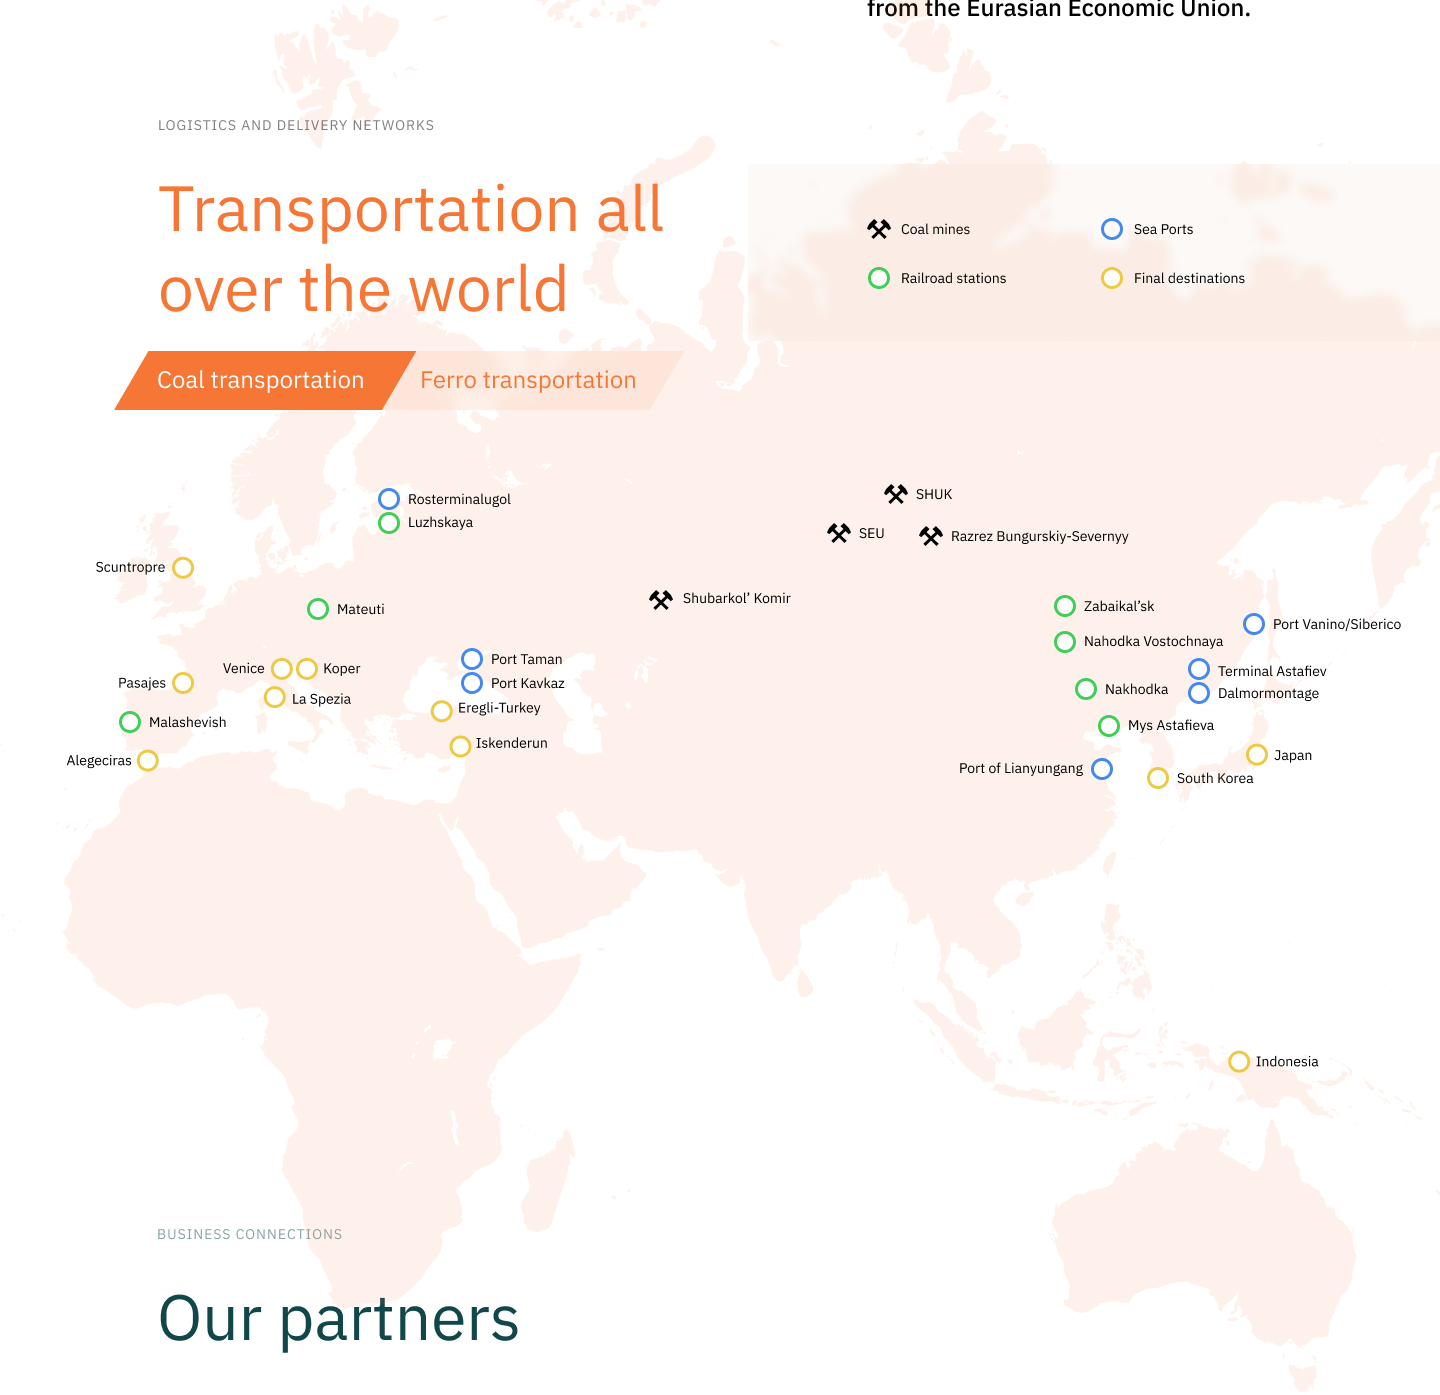 from the Eurasian Economic Union.
LOGISTICS AND DELIVERY NETWORKS
Transportation all
over the world
Coal mines
Sea Ports
Railroad stations
Final destinations
Coal transportation
Ferro transportation
Rosterminalugol
Luzhskaya
SHUK
SEU
Razrez Bungurskiy-Severnyy
Scuntropre
Mateuti
Shubarkol’ Komir
Zabaikal’sk
Port Vanino/Siberico
Nahodka Vostochnaya
Venice
Koper
Port Taman
Terminal Astafiev
Pasajes
Port Kavkaz
Nakhodka
Dalmormontage
La Spezia
Eregli-Turkey
Malashevish
Mys Astafieva
Iskenderun
Japan
Alegeciras
Port of Lianyungang
South Korea
Indonesia
BUSINESS CONNECTIONS
Our partners